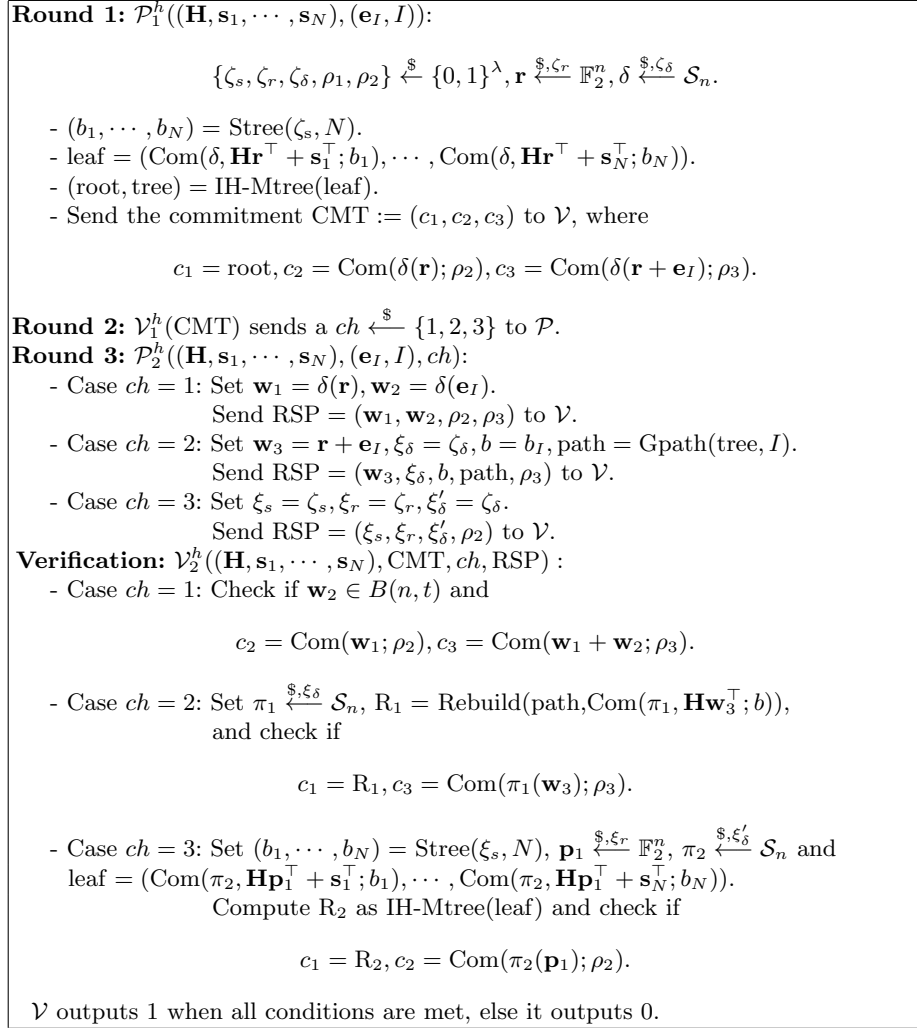 Round 1: 𝒫₁ʰ((𝐇, 𝐬₁, ⋯ , 𝐬_N), (𝐞_I, I)):
{ζ_s, ζ_r, ζ_δ, ρ₁, ρ₂} ←$ {0, 1}^λ, 𝐫 ←$,ζ_r 𝔽₂ⁿ, δ ←$,ζ_δ 𝒮_n.
- (b₁, ⋯ , b_N) = Stree(ζ_s, N).
- leaf = (Com(δ, 𝐇𝐫^⊤ + 𝐬₁^⊤; b₁), ⋯ , Com(δ, 𝐇𝐫^⊤ + 𝐬_N^⊤; b_N)).
- (root, tree) = IH-Mtree(leaf).
- Send the commitment CMT := (c₁, c₂, c₃) to 𝒱, where
c₁ = root, c₂ = Com(δ(𝐫); ρ₂), c₃ = Com(δ(𝐫 + 𝐞_I); ρ₃).
Round 2: 𝒱₁ʰ(CMT) sends a ch ←$ {1, 2, 3} to 𝒫.
Round 3: 𝒫₂ʰ((𝐇, 𝐬₁, ⋯ , 𝐬_N), (𝐞_I, I), ch):
- Case ch = 1: Set 𝐰₁ = δ(𝐫), 𝐰₂ = δ(𝐞_I).
Send RSP = (𝐰₁, 𝐰₂, ρ₂, ρ₃) to 𝒱.
- Case ch = 2: Set 𝐰₃ = 𝐫 + 𝐞_I, ξ_δ = ζ_δ, b = b_I, path = Gpath(tree, I).
Send RSP = (𝐰₃, ξ_δ, b, path, ρ₃) to 𝒱.
- Case ch = 3: Set ξ_s = ζ_s, ξ_r = ζ_r, ξ′_δ = ζ_δ.
Send RSP = (ξ_s, ξ_r, ξ′_δ, ρ₂) to 𝒱.
Verification: 𝒱₂ʰ((𝐇, 𝐬₁, ⋯ , 𝐬_N), CMT, ch, RSP) :
- Case ch = 1: Check if 𝐰₂ ∈ B(n, t) and
c₂ = Com(𝐰₁; ρ₂), c₃ = Com(𝐰₁ + 𝐰₂; ρ₃).
- Case ch = 2: Set π₁ ←$,ξ_δ 𝒮_n, R₁ = Rebuild(path,Com(π₁, 𝐇𝐰₃^⊤; b)),
and check if
c₁ = R₁, c₃ = Com(π₁(𝐰₃); ρ₃).
- Case ch = 3: Set (b₁, ⋯ , b_N) = Stree(ξ_s, N), 𝐩₁ ←$,ξ_r 𝔽₂ⁿ, π₂ ←$,ξ′_δ 𝒮_n and
leaf = (Com(π₂, 𝐇𝐩₁^⊤ + 𝐬₁^⊤; b₁), ⋯ , Com(π₂, 𝐇𝐩₁^⊤ + 𝐬_N^⊤; b_N)).
Compute R₂ as IH-Mtree(leaf) and check if
c₁ = R₂, c₂ = Com(π₂(𝐩₁); ρ₂).
𝒱 outputs 1 when all conditions are met, else it outputs 0.